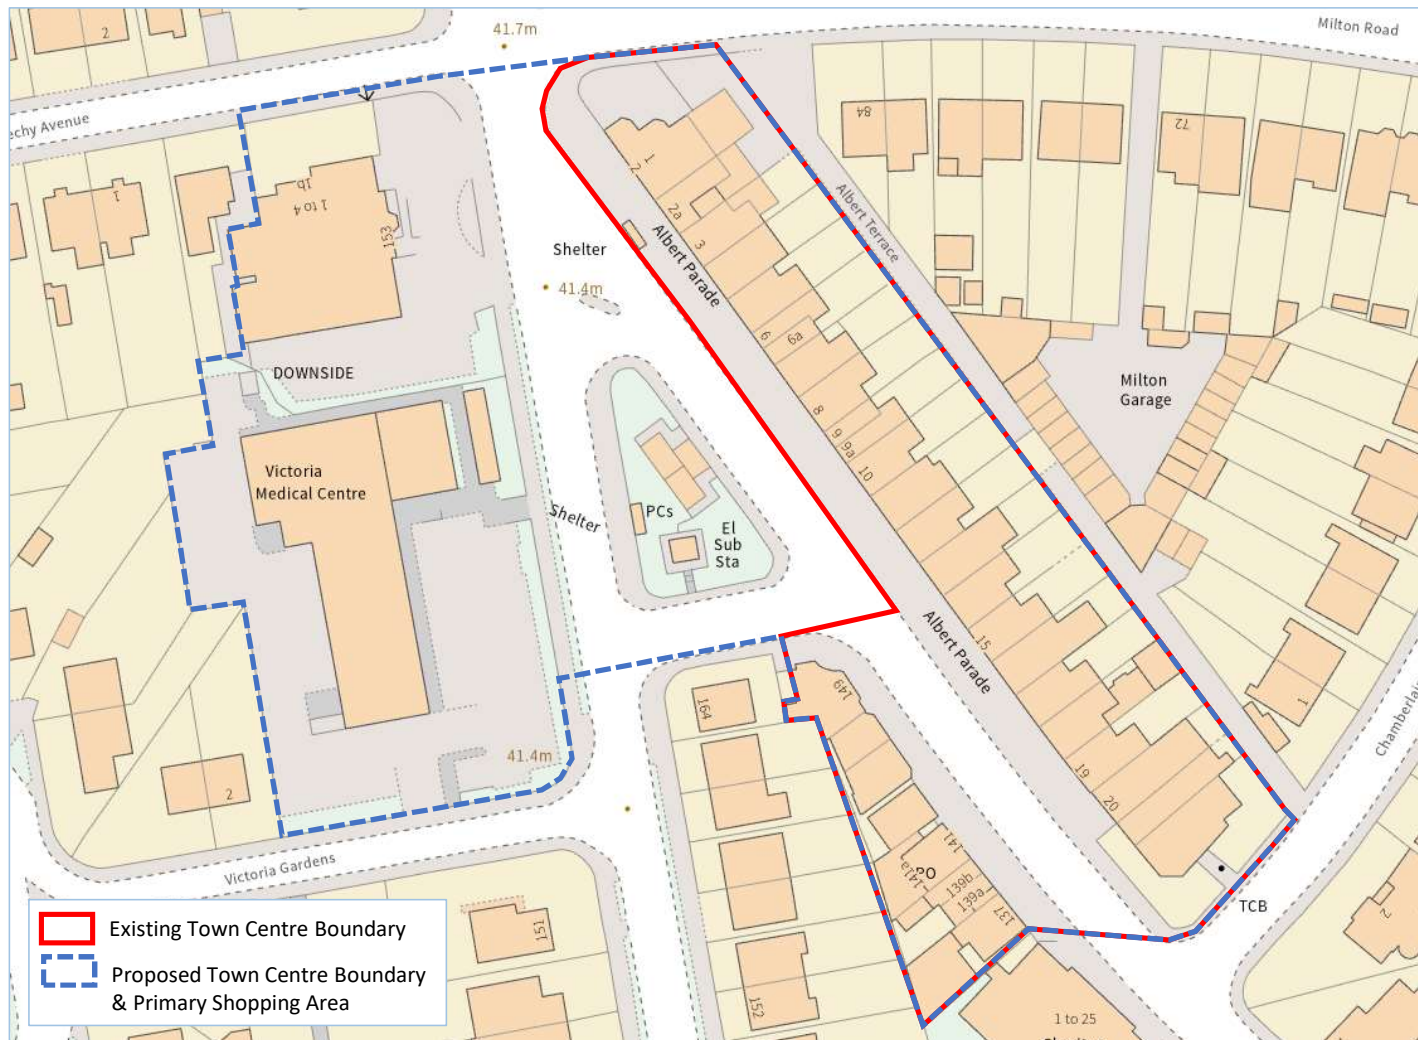 41.7m
Milton Road
2
echy Avenue
84
72
1
1b
1 to 4
153
1
2
2a
3
Albert Parade
Albert Terrace
Shelter
41.4m
6
6a
DOWNSIDE
Milton
Garage
8
9
9a
10
Victoria
Medical Centre
Shelter
PCs
El
Sub
Sta
Albert Parade
15
149
164
1
Chamberlai
41.4m
2
19
20
Victoria Gardens
141
141a
PO
139b
139a
137
TCB
2
151
152
1 to 25
Existing Town Centre Boundary
Proposed Town Centre Boundary
& Primary Shopping Area